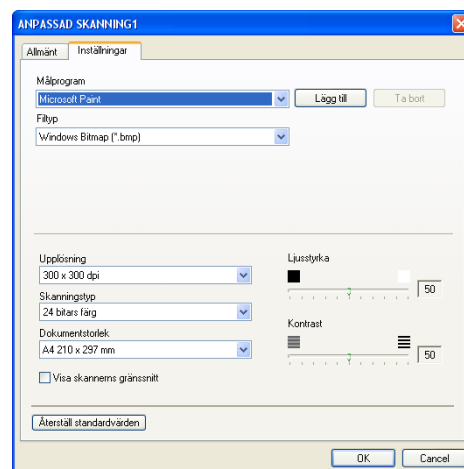 ANPASSAD SKANNING1
Allmänt
Inställningar
Målprogram
Microsoft Paint
Lägg till
Ta bort
Filtyp
Windows Bitmap (*.bmp)
Upplösning
300 x 300 dpi
Skanningstyp
24 bitars färg
Dokumentstorlek
A4 210 x 297 mm
Visa skannerns gränssnitt
Ljusstyrka
50
Kontrast
50
Återställ standardvärden
OK
Cancel